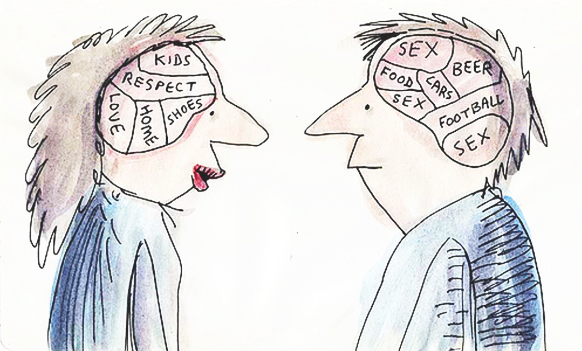 KIDS
RESPECT
LOVE
HOME
SHOES
SEX
BEER
FOOD
CARS
SEX
FOOTBALL
SEX